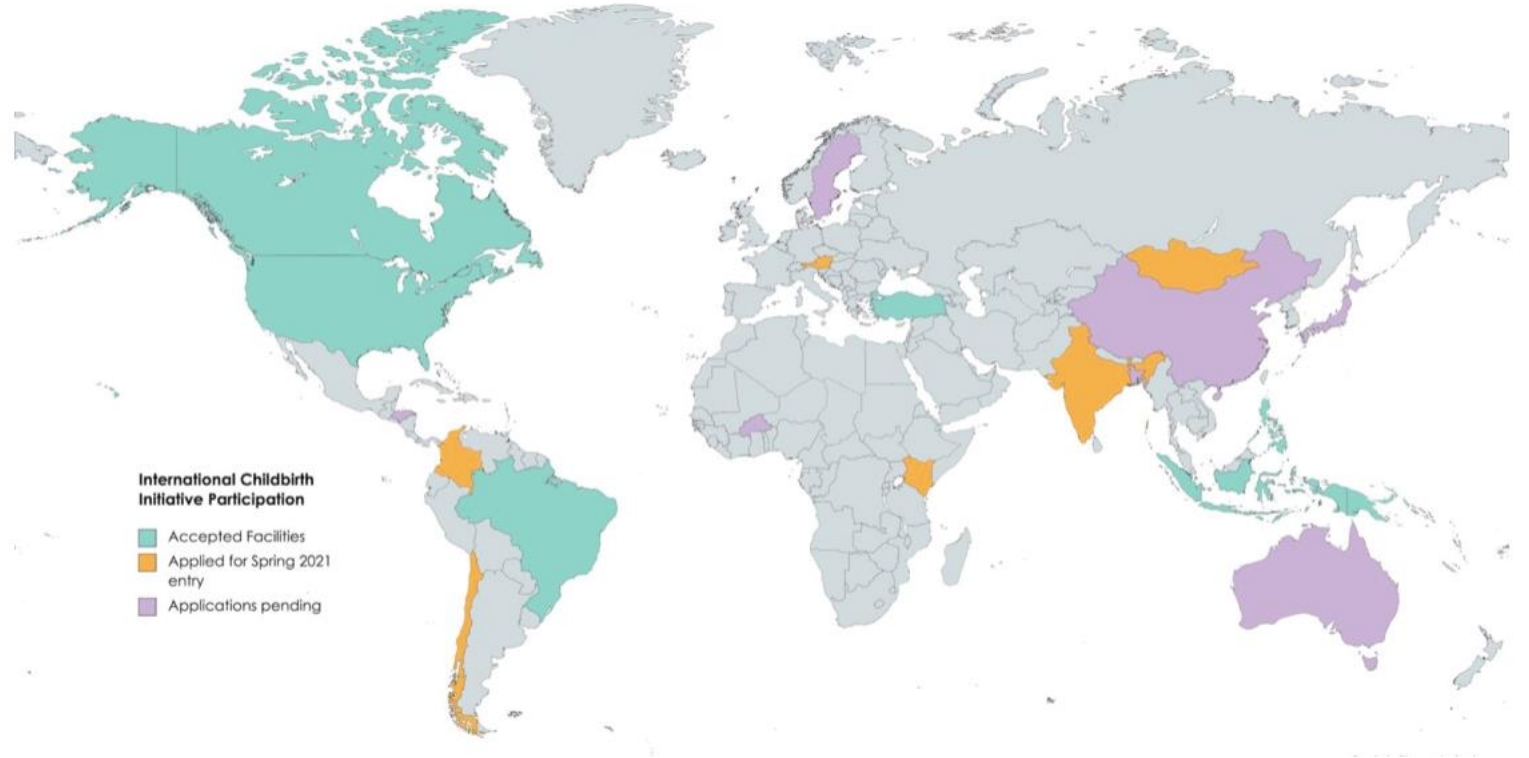 International Childbirth
Initiative Participation
Accepted Facilities
Applied for Spring 2021
entry
Applications pending